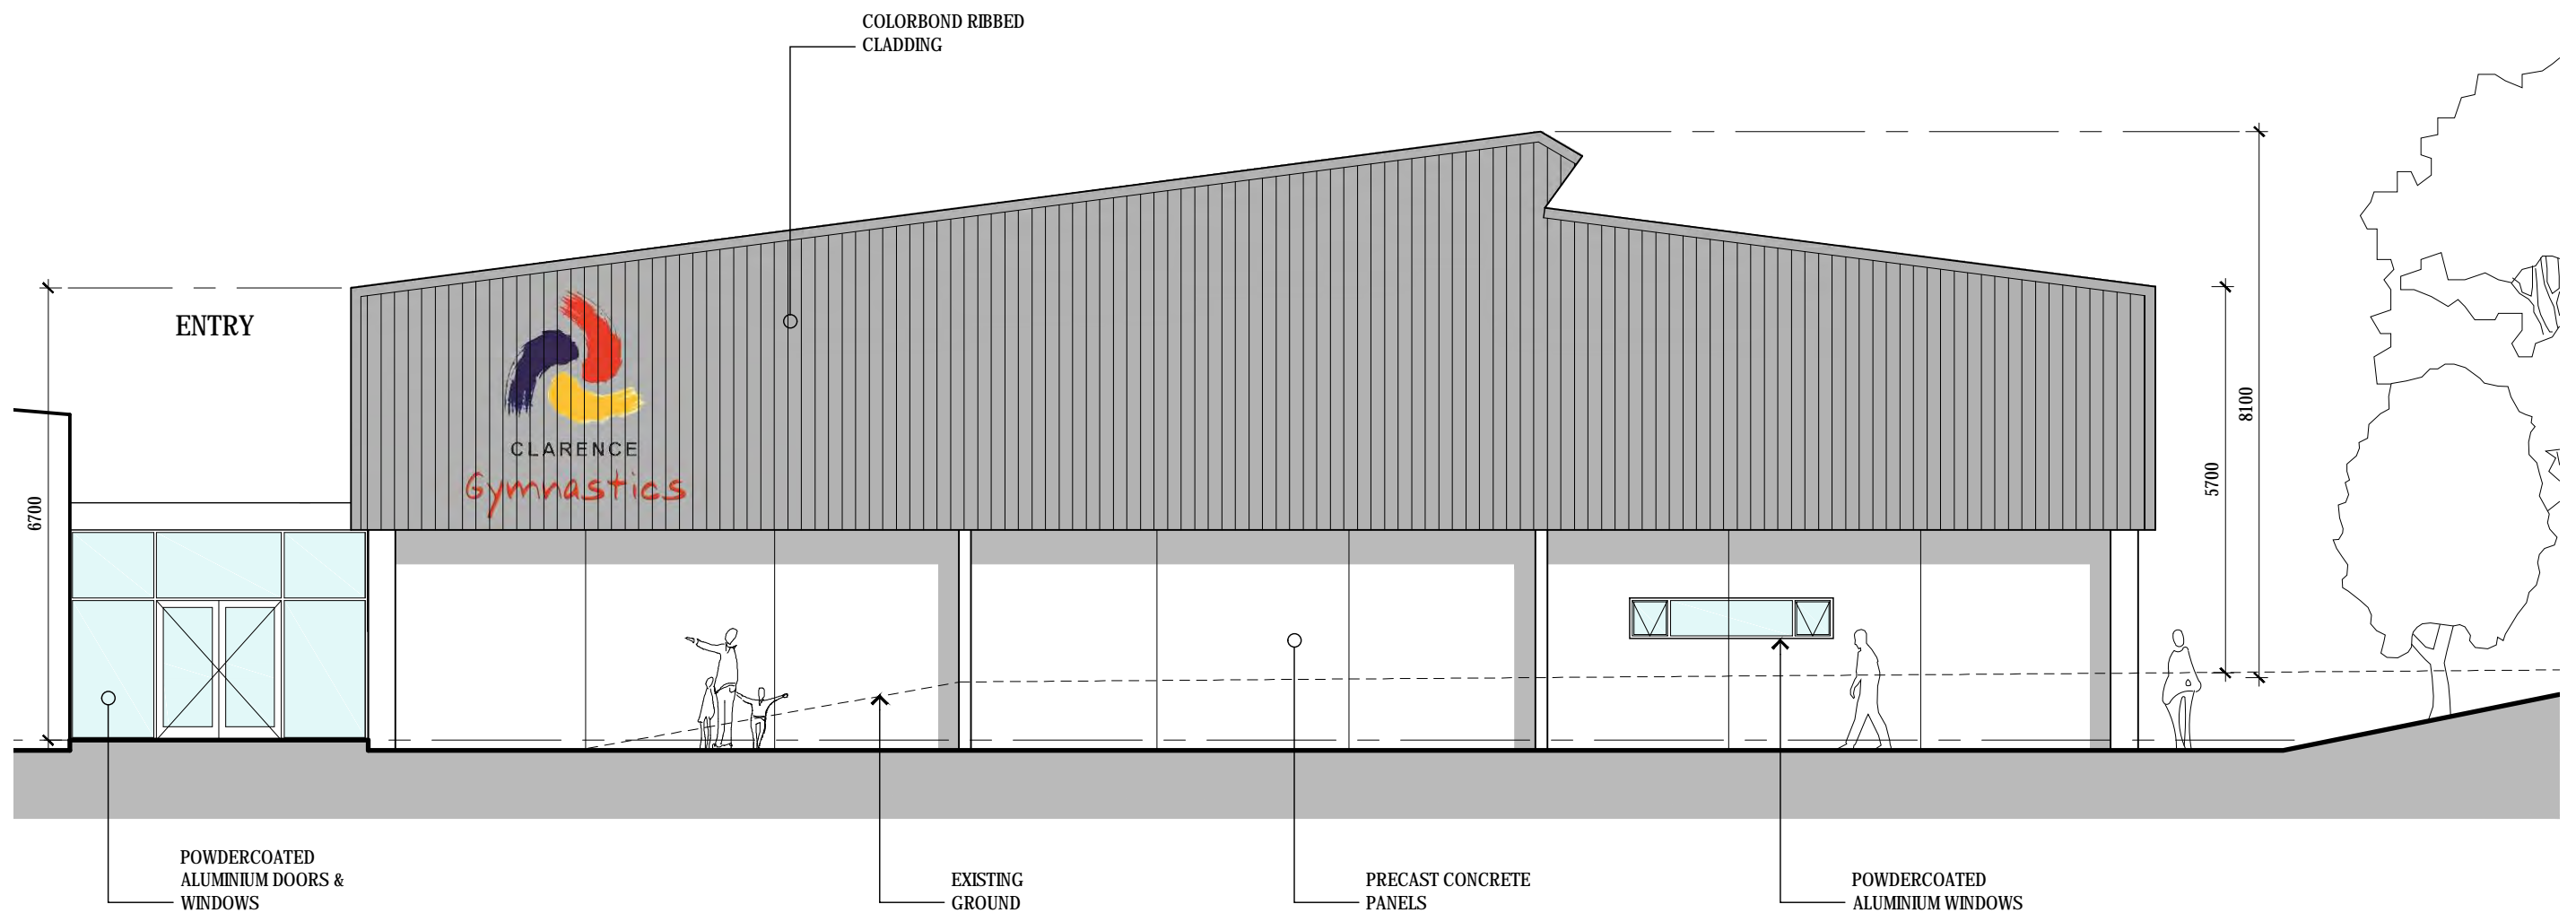 COLORBOND RIBBED
CLADDING
ENTRY
CLARENCE
Gymnastics
6700
5700
8100
POWDERCOATED
ALUMINIUM DOORS &
WINDOWS
EXISTING
GROUND
PRECAST CONCRETE
PANELS
POWDERCOATED
ALUMINIUM WINDOWS